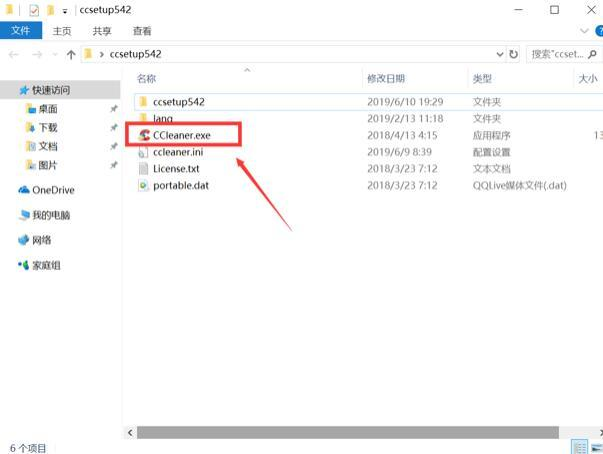 ccsetup542
文件 主页 共享 查看
ccsetup542 搜索"ccset...
名称 修改日期 类型 大小
快速访问
桌面
下载
文档
图片
OneDrive
我的电脑
网络
家庭组
ccsetup542 2019/6/10 19:29 文件夹
lang 2019/2/13 11:18 文件夹
CCleaner.exe 2018/4/13 4:15 应用程序 13
ccleaner.ini 2019/6/9 8:39 配置设置
License.txt 2018/3/23 7:12 文本文档
portable.dat 2018/3/23 7:12 QQLive媒体文件(.dat)
6 个项目